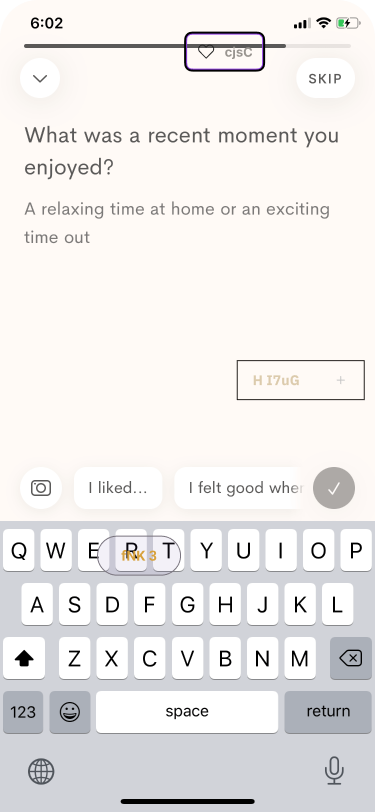 6:02
cjsC
SKIP
What was a recent moment you
enjoyed?
A relaxing time at home or an exciting
time out
H I7uG +
I liked...
I felt good when
Q W E R T Y U I O P
fNK 3
A S D F G H J K L
Z X C V B N M
123 space return